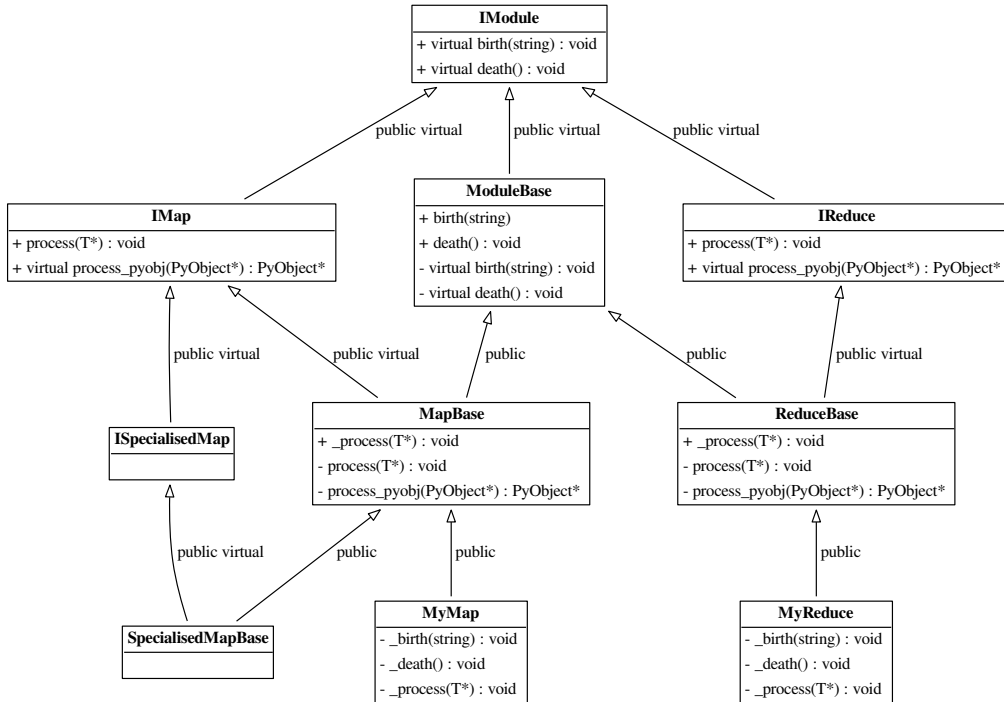 IModule
+ virtual birth(string) : void
+ virtual death() : void
public virtual
public virtual
public virtual
IMap
+ process(T*) : void
+ virtual process_pyobj(PyObject*) : PyObject*
ModuleBase
+ birth(string)
+ death() : void
- virtual birth(string) : void
- virtual death() : void
IReduce
+ process(T*) : void
+ virtual process_pyobj(PyObject*) : PyObject*
public virtual
public virtual
public
public
public virtual
ISpecialisedMap
MapBase
+ _process(T*) : void
- process(T*) : void
- process_pyobj(PyObject*) : PyObject*
ReduceBase
+ _process(T*) : void
- process(T*) : void
- process_pyobj(PyObject*) : PyObject*
public virtual
public
public
public
SpecialisedMapBase
MyMap
- _birth(string) : void
- _death() : void
- _process(T*) : void
MyReduce
- _birth(string) : void
- _death() : void
- _process(T*) : void